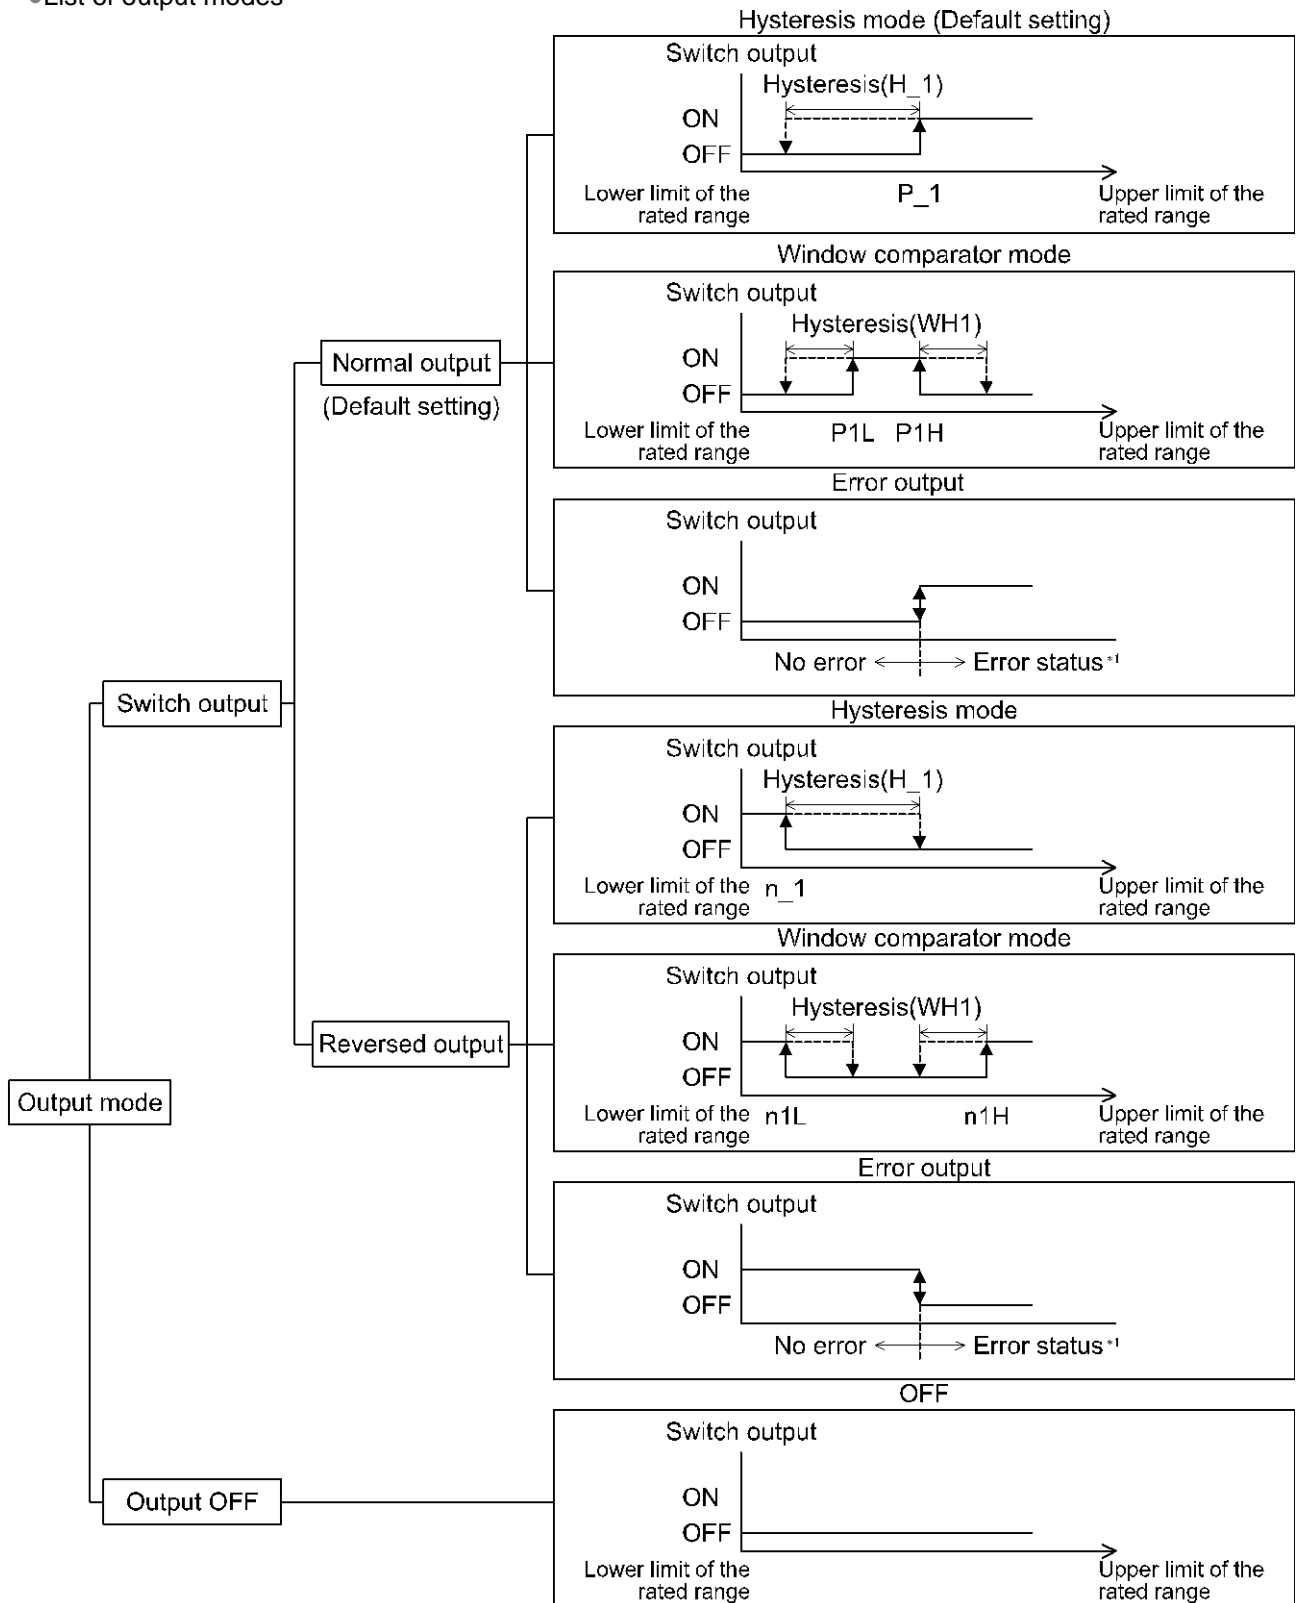 ●List of output modes
Hysteresis mode (Default setting)
Switch output
Hysteresis(H_1)
ON
OFF
Lower limit of the
rated range
P_1
Upper limit of the
rated range
Window comparator mode
Switch output
Hysteresis(WH1)
ON
OFF
Lower limit of the
rated range
P1L P1H
Upper limit of the
rated range
Normal output
(Default setting)
Error output
Switch output
ON
OFF
No error
Error status*1
Switch output
Hysteresis mode
Switch output
Hysteresis(H_1)
ON
OFF
Lower limit of the
rated range
n_1
Upper limit of the
rated range
Window comparator mode
Switch output
Hysteresis(WH1)
ON
OFF
Lower limit of the
rated range
n1L
n1H
Upper limit of the
rated range
Reversed output
Output mode
Error output
Switch output
ON
OFF
No error
Error status*1
OFF
Switch output
ON
OFF
Lower limit of the
rated range
Upper limit of the
rated range
Output OFF